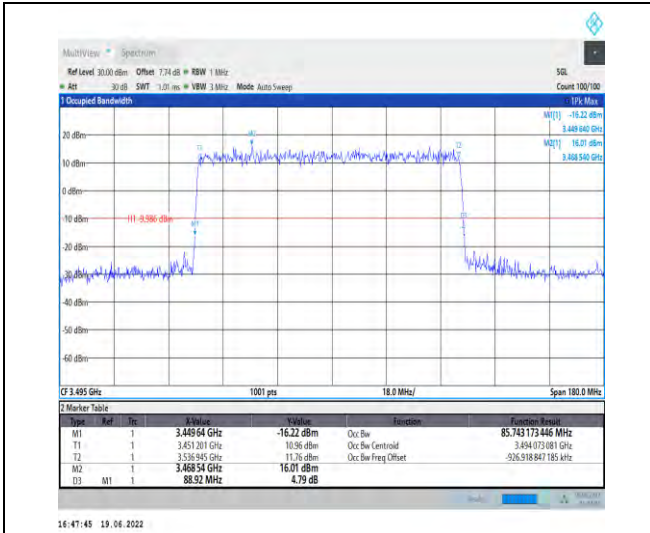 MultiView Spectrum
Ref Level 30.00 dBm Offset 7.74 dB RBW 1 MHz SGL
Att 30 dB SWT 1.01 ms VBW 3 MHz Mode Auto Sweep Count 100/100
1 Occupied Bandwidth 1Pk Max
M1[1] -16.22 dBm
3.449 640 GHz
M2[1] 16.01 dBm
3.468 540 GHz
20 dBm
M2
T1 T2
10 dBm
0 dBm
-10 dBm H1 -9.986 dBm D3
M1
-20 dBm
-30 dBm
-40 dBm
-50 dBm
-60 dBm
CF 3.495 GHz 1001 pts 18.0 MHz/ Span 180.0 MHz
2 Marker Table
Type Ref Trc X-Value Y-Value Function Function Result
M1 1 3.449 64 GHz -16.22 dBm Occ Bw 85.743 173 446 MHz
T1 1 3.451 201 GHz 10.96 dBm Occ Bw Centroid 3.494 073 081 GHz
T2 1 3.536 945 GHz 11.76 dBm Occ Bw Freq Offset -926.918 847 185 kHz
M2 1 3.468 54 GHz 16.01 dBm
D3 M1 1 88.92 MHz 4.79 dB
16:47:45 19.06.2022